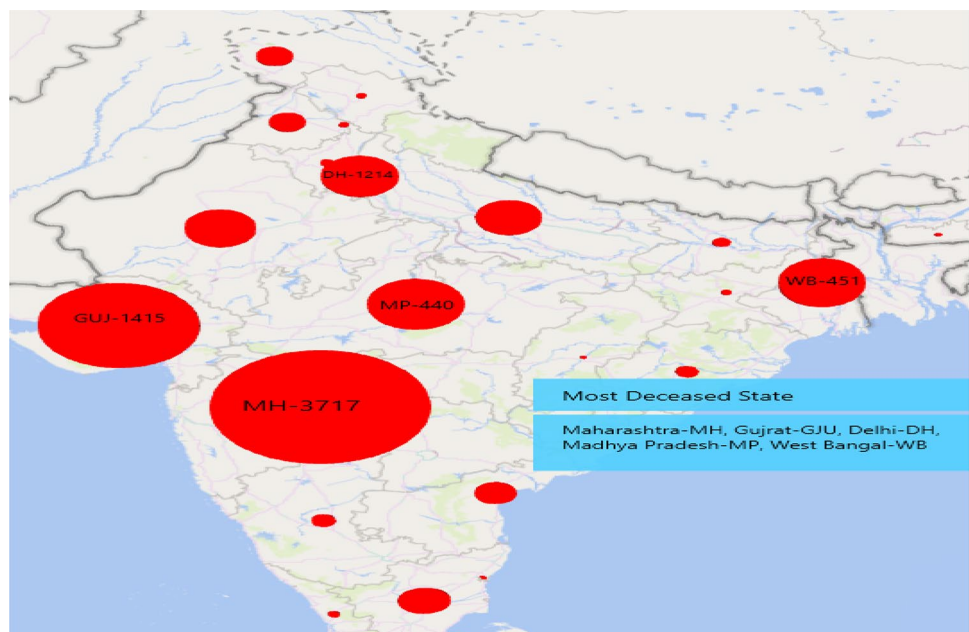 DH-1214
WB-451
MP-440
GUJ-1415
MH-3717
Most Deceased State
Maharashtra-MH, Gujrat-GJU, Delhi-DH,
Madhya Pradesh-MP, West Bangal-WB